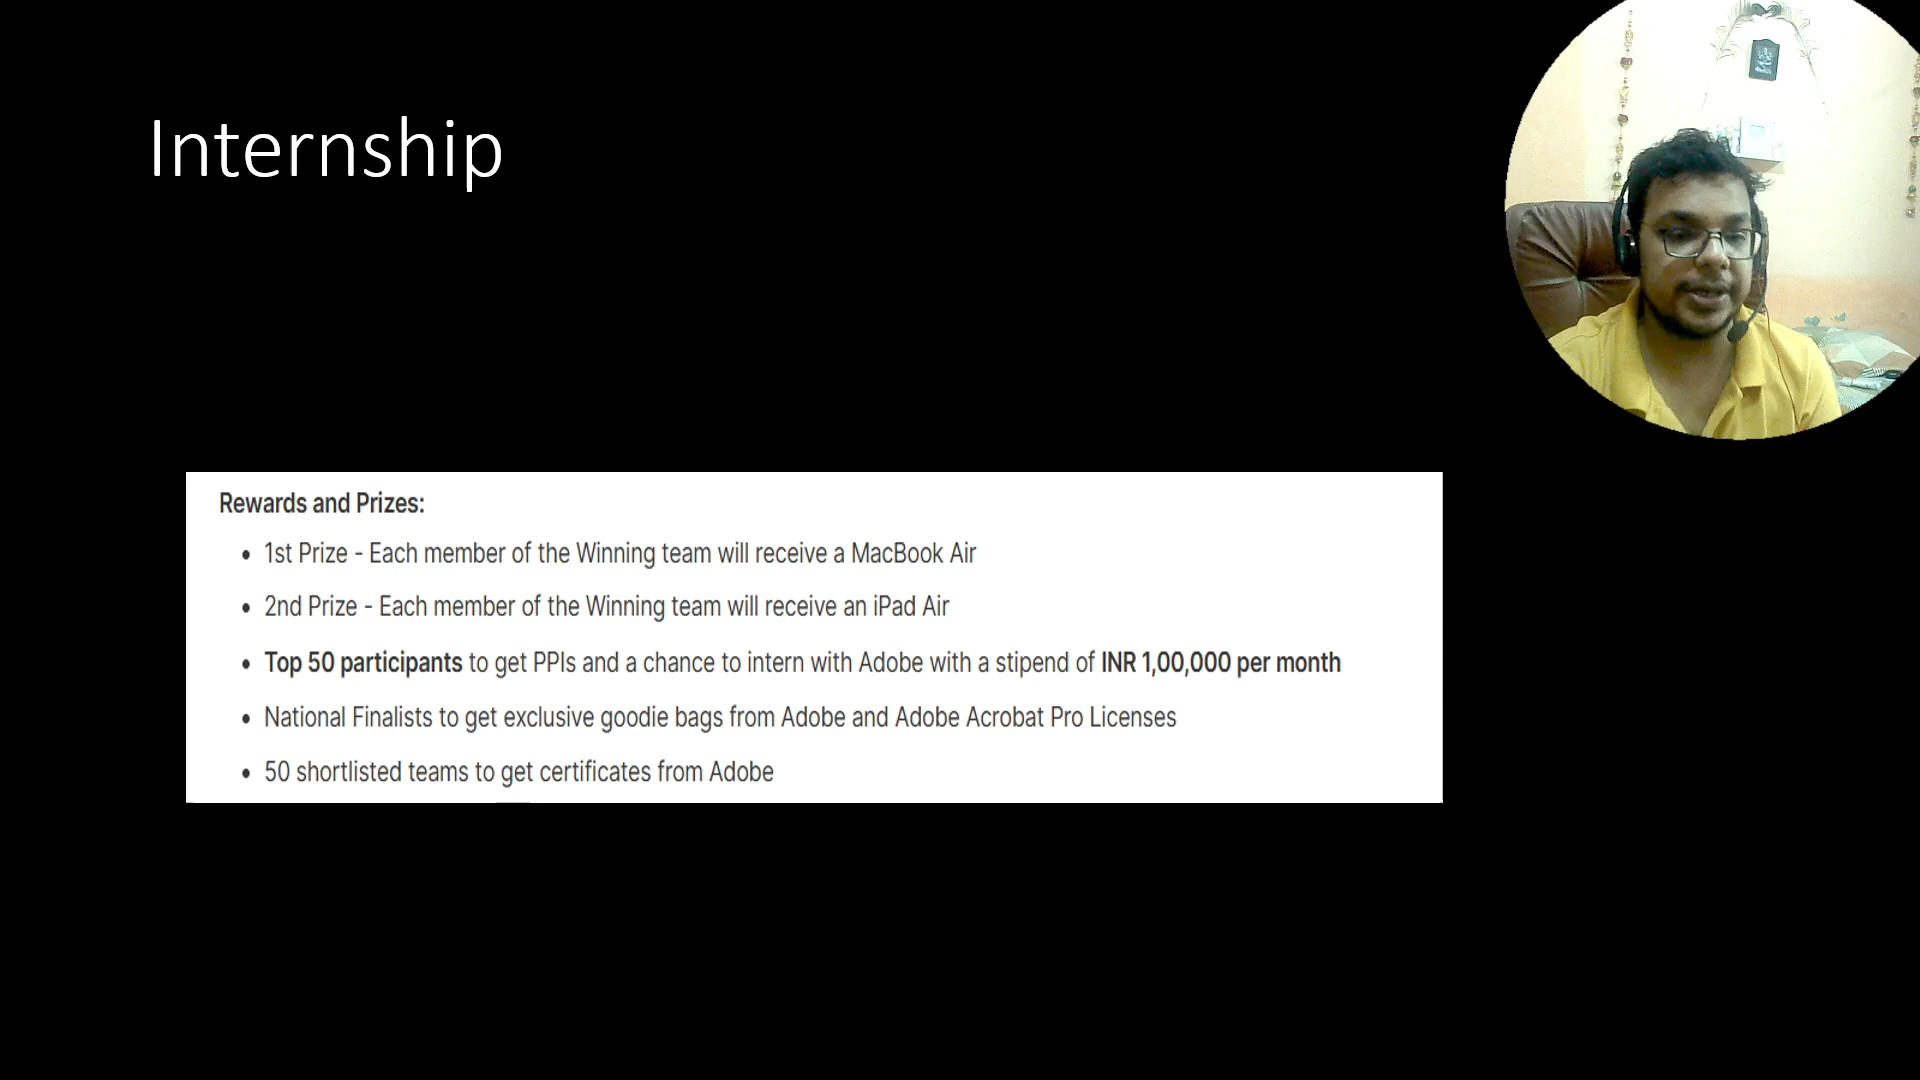 Internship
Rewards and Prizes:
• 1st Prize - Each member of the Winning team will receive a MacBook Air
• 2nd Prize - Each member of the Winning team will receive an iPad Air
• Top 50 participants to get PPIs and a chance to intern with Adobe with a stipend of INR 1,00,000 per month
• National Finalists to get exclusive goodie bags from Adobe and Adobe Acrobat Pro Licenses
• 50 shortlisted teams to get certificates from Adobe